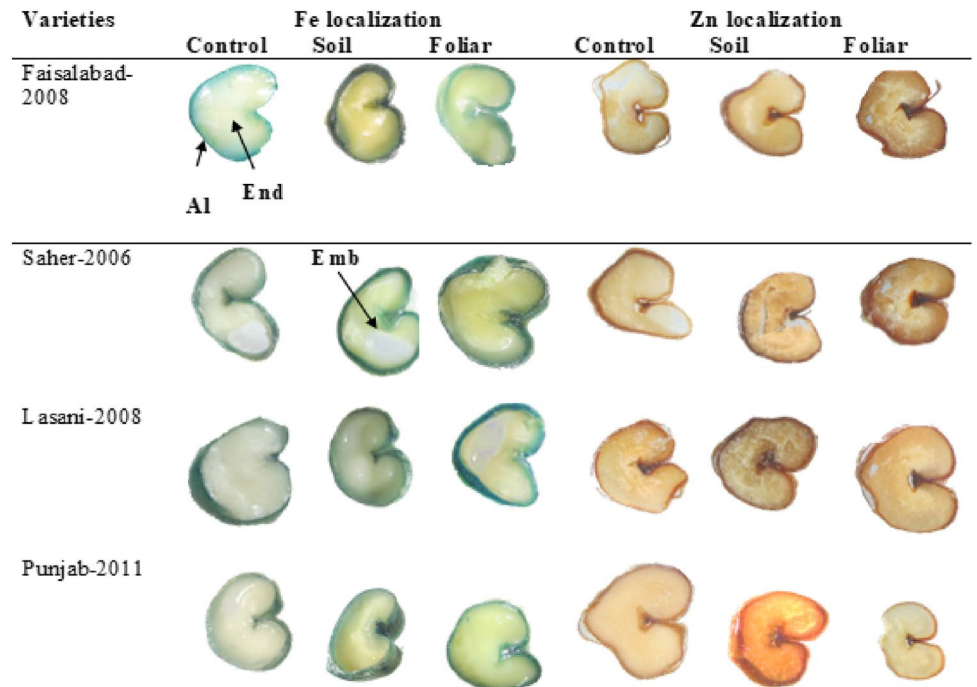 Varieties Fe localization Zn localization
Control Soil Foliar Control Soil Foliar
Faisalabad-
2008
End
Al
Saher-2006
Emb
Lasani-2008
Punjab-2011